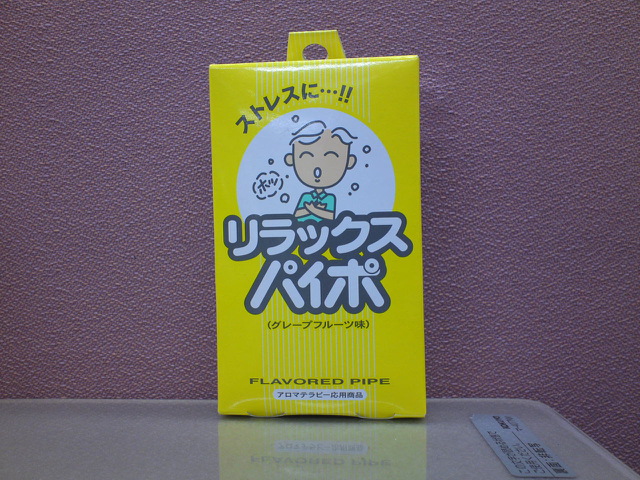 ストレスに…!!
ホッ
リラックス
パイポ
(グレープフルーツ味)
FLAVORED PIPE
アロマテラピー応用商品